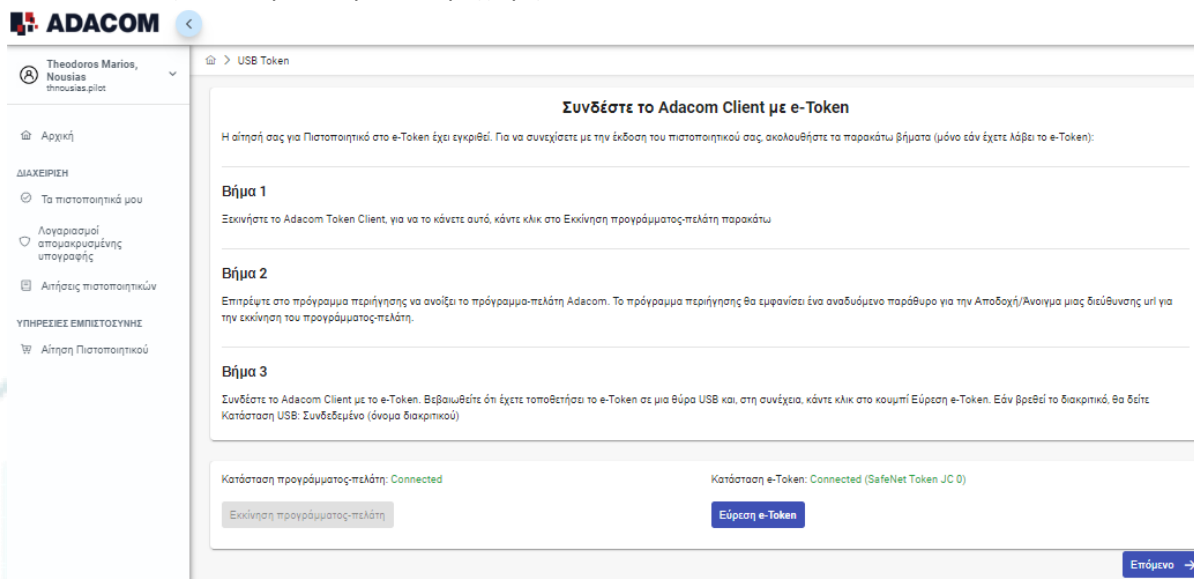 ADACOM
Theodoros Marios,
Nousias
thnousias.pilot
Αρχική
ΔΙΑΧΕΙΡΙΣΗ
Τα πιστοποιητικά μου
Λογαριασμοί
απομακρυσμένης
υπογραφής
Αιτήσεις πιστοποιητικών
ΥΠΗΡΕΣΙΕΣ ΕΜΠΙΣΤΟΣΥΝΗΣ
Αίτηση Πιστοποιητικού
USB Token
Συνδέστε το Adacom Client με e-Token
Η αίτησή σας για Πιστοποιητικό στο e-Token έχει εγκριθεί. Για να συνεχίσετε με την έκδοση του πιστοποιητικού σας, ακολουθήστε τα παρακάτω βήματα (μόνο εάν έχετε λάβει το e-Token):
Βήμα 1
Ξεκινήστε το Adacom Token Client, για να το κάνετε αυτό, κάντε κλικ στο Εκκίνηση προγράμματος-πελάτη παρακάτω
Βήμα 2
Επιτρέψτε στο πρόγραμμα περιήγησης να ανοίξει το πρόγραμμα-πελάτη Adacom. Το πρόγραμμα περιήγησης θα εμφανίσει ένα αναδυόμενο παράθυρο για την Αποδοχή/Άνοιγμα μιας διεύθυνσης url για
την εκκίνηση του προγράμματος-πελάτη.
Βήμα 3
Συνδέστε το Adacom Client με το e-Token. Βεβαιωθείτε ότι έχετε τοποθετήσει το e-Token σε μια θύρα USB και, στη συνέχεια, κάντε κλικ στο κουμπί Εύρεση e-Token. Εάν βρεθεί το διακριτικό, θα δείτε
Κατάσταση USB: Συνδεδεμένο (όνομα διακριτικού)
Κατάσταση προγράμματος-πελάτη: Connected
Κατάσταση e-Token: Connected (SafeNet Token JC 0)
Εκκίνηση προγράμματος-πελάτη
Εύρεση e-Token
Επόμενο